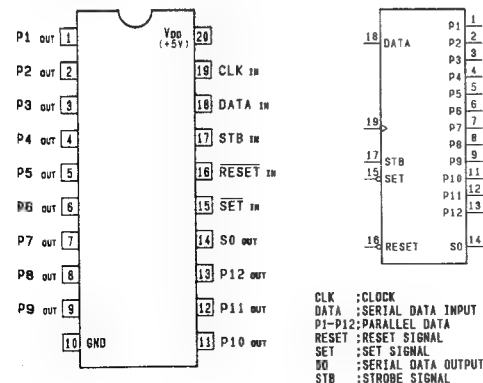 P1 OUT 1
P2 OUT 2
P3 OUT 3
P4 OUT 4
P5 OUT 5
P6 OUT 6
P7 OUT 7
P8 OUT 8
P9 OUT 9
10 GND
VDD (+5V) 20
19 CLK IN
18 DATA IN
17 STB IN
16 RESET IN
15 SET IN
14 SO OUT
13 P12 OUT
12 P11 OUT
11 P10 OUT
18 DATA
19
17 STB
15 SET
16 RESET
P1 1
P2 2
P3 3
P4 4
P5 5
P6 6
P7 7
P8 8
P9 9
P10 11
P11 12
P12 13
SO 14
CLK ;CLOCK
DATA ;SERIAL DATA INPUT
P1-P12;PARALLEL DATA
RESET ;RESET SIGNAL
SET ;SET SIGNAL
SO ;SERIAL DATA OUTPUT
STB ;STROBE SIGNAL